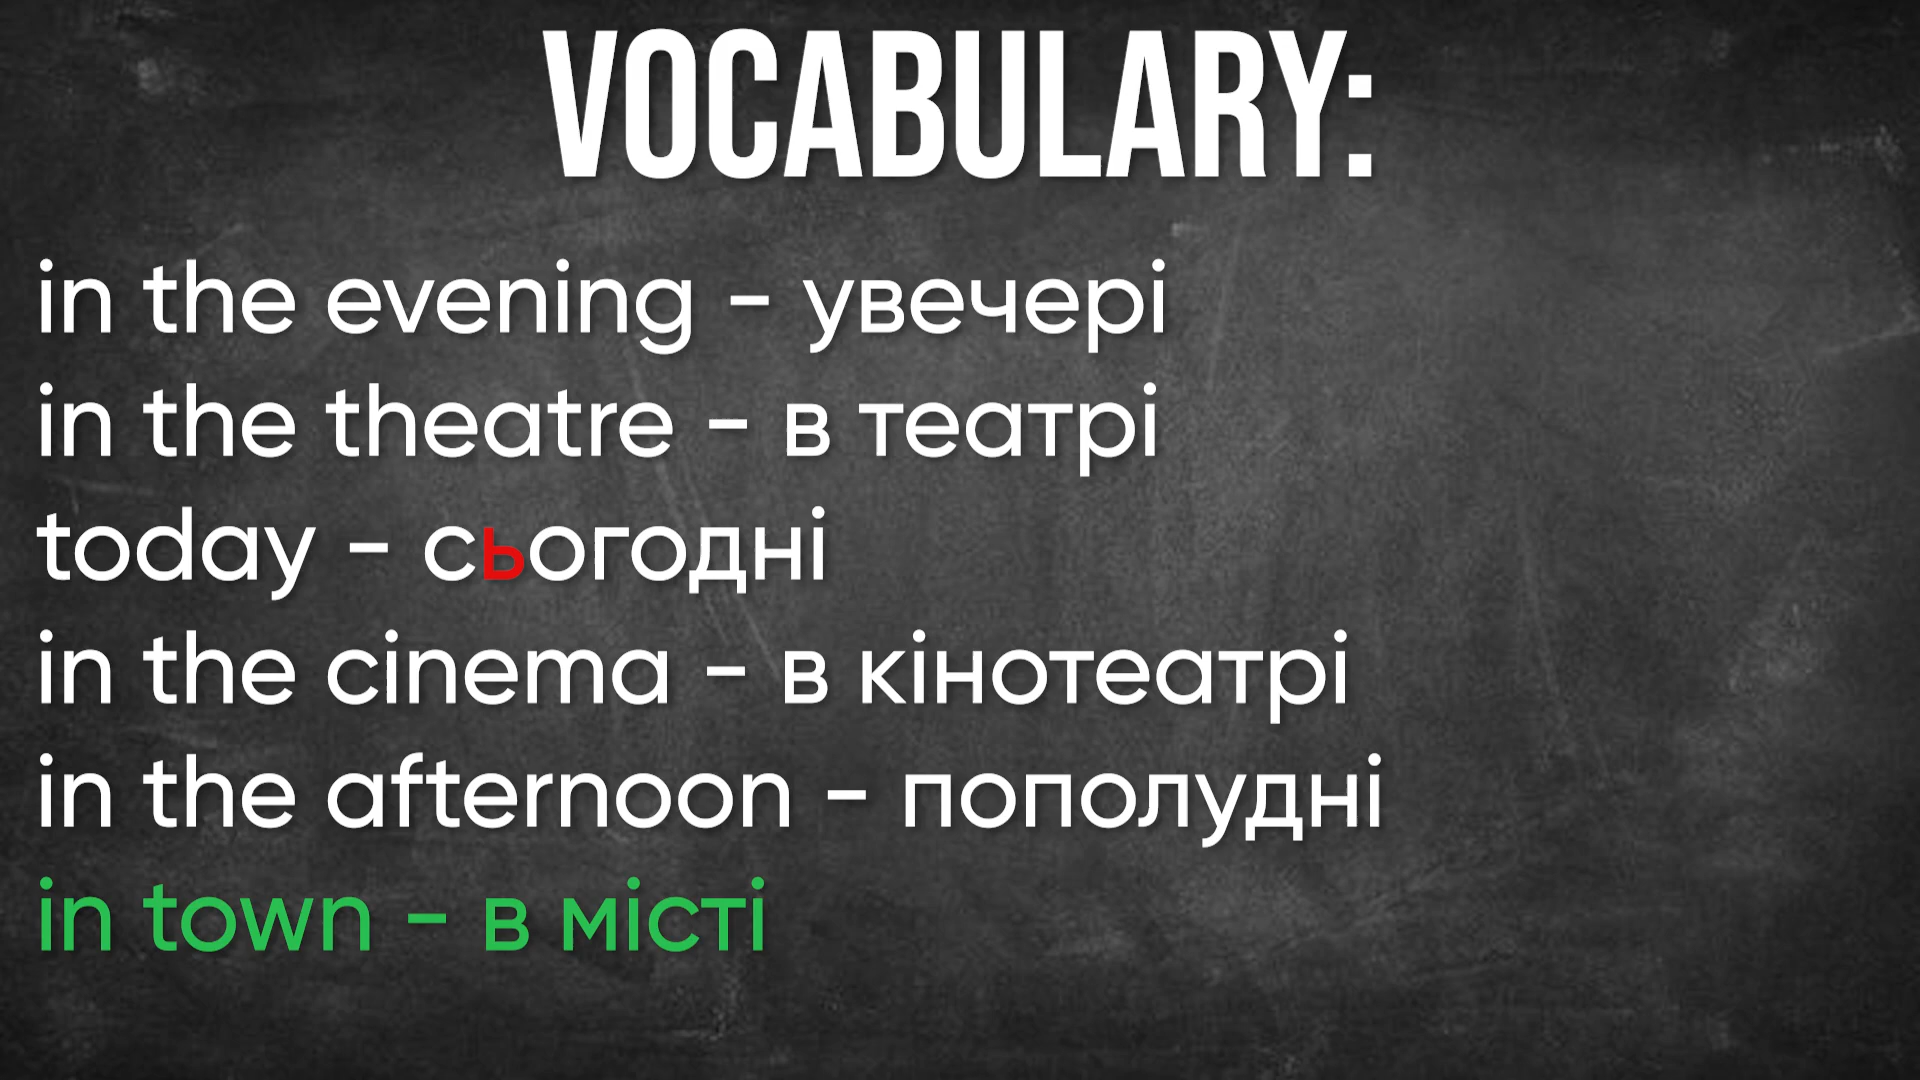 VOCABULARY:
in the evening - увечері
in the theatre - в театрі
today - сьогодні
in the cinema - в кінотеатрі
in the afternoon - пополудні
in town - в місті